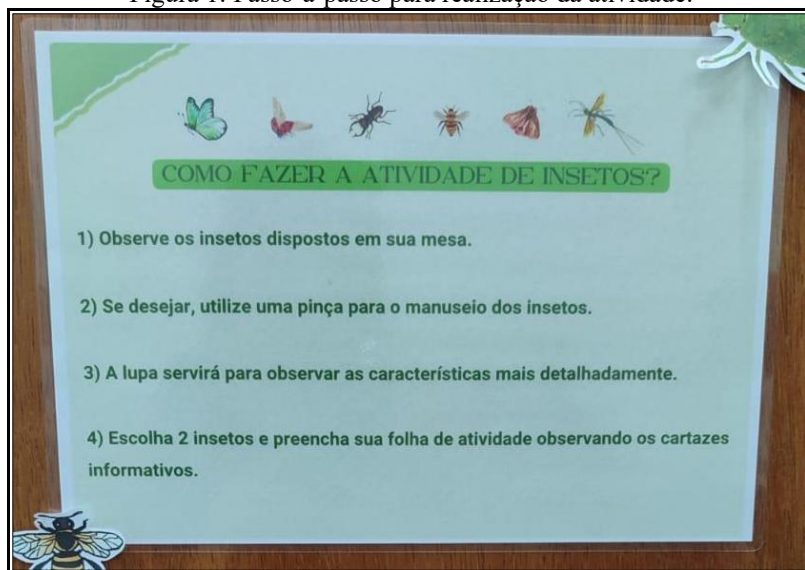 Figura 1: Passo-a-passo para realização da atividade.
COMO FAZER A ATIVIDADE DE INSETOS?
1) Observe os insetos dispostos em sua mesa.
2) Se desejar, utilize uma pinça para o manuseio dos insetos.
3) A lupa servirá para observar as características mais detalhadamente.
4) Escolha 2 insetos e preencha sua folha de atividade observando os cartazes
informativos.